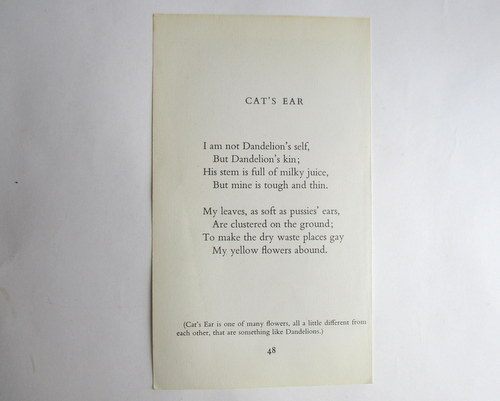 CAT'S EAR
I am not Dandelion's self,
But Dandelion's kin;
His stem is full of milky juice,
But mine is tough and thin.
My leaves, as soft as pussies' ears,
Are clustered on the ground;
To make the dry waste places gay
My yellow flowers abound.
(Cat's Ear is one of many flowers, all a little different from
each other, that are something like Dandelions.)
48